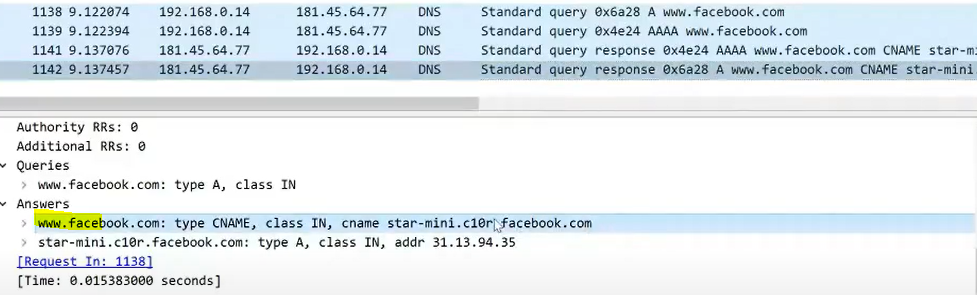 1138 9.122074 192.168.0.14 181.45.64.77 DNS Standard query 0x6a28 A www.facebook.com
1139 9.122394 192.168.0.14 181.45.64.77 DNS Standard query 0x4e24 AAAA www.facebook.com
1141 9.137076 181.45.64.77 192.168.0.14 DNS Standard query response 0x4e24 AAAA www.facebook.com CNAME star-mi
1142 9.137457 181.45.64.77 192.168.0.14 DNS Standard query response 0x6a28 A www.facebook.com CNAME star-mini
Authority RRs: 0
Additional RRs: 0
Queries
www.facebook.com: type A, class IN
Answers
www.facebook.com: type CNAME, class IN, cname star-mini.c10r.facebook.com
star-mini.c10r.facebook.com: type A, class IN, addr 31.13.94.35
[Request In: 1138]
[Time: 0.015383000 seconds]